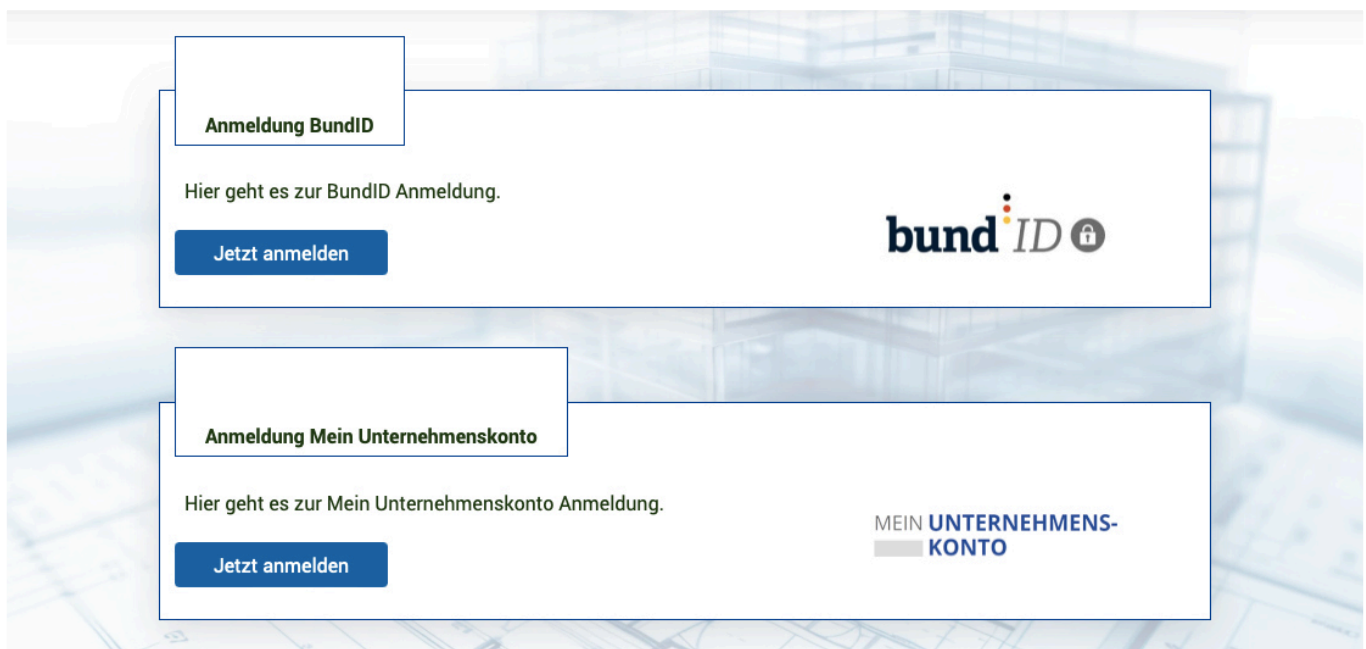 Anmeldung BundID
Hier geht es zur BundID Anmeldung.
Jetzt anmelden
bund ID
Anmeldung Mein Unternehmenskonto
Hier geht es zur Mein Unternehmenskonto Anmeldung.
Jetzt anmelden
MEIN UNTERNEHMENS-
KONTO